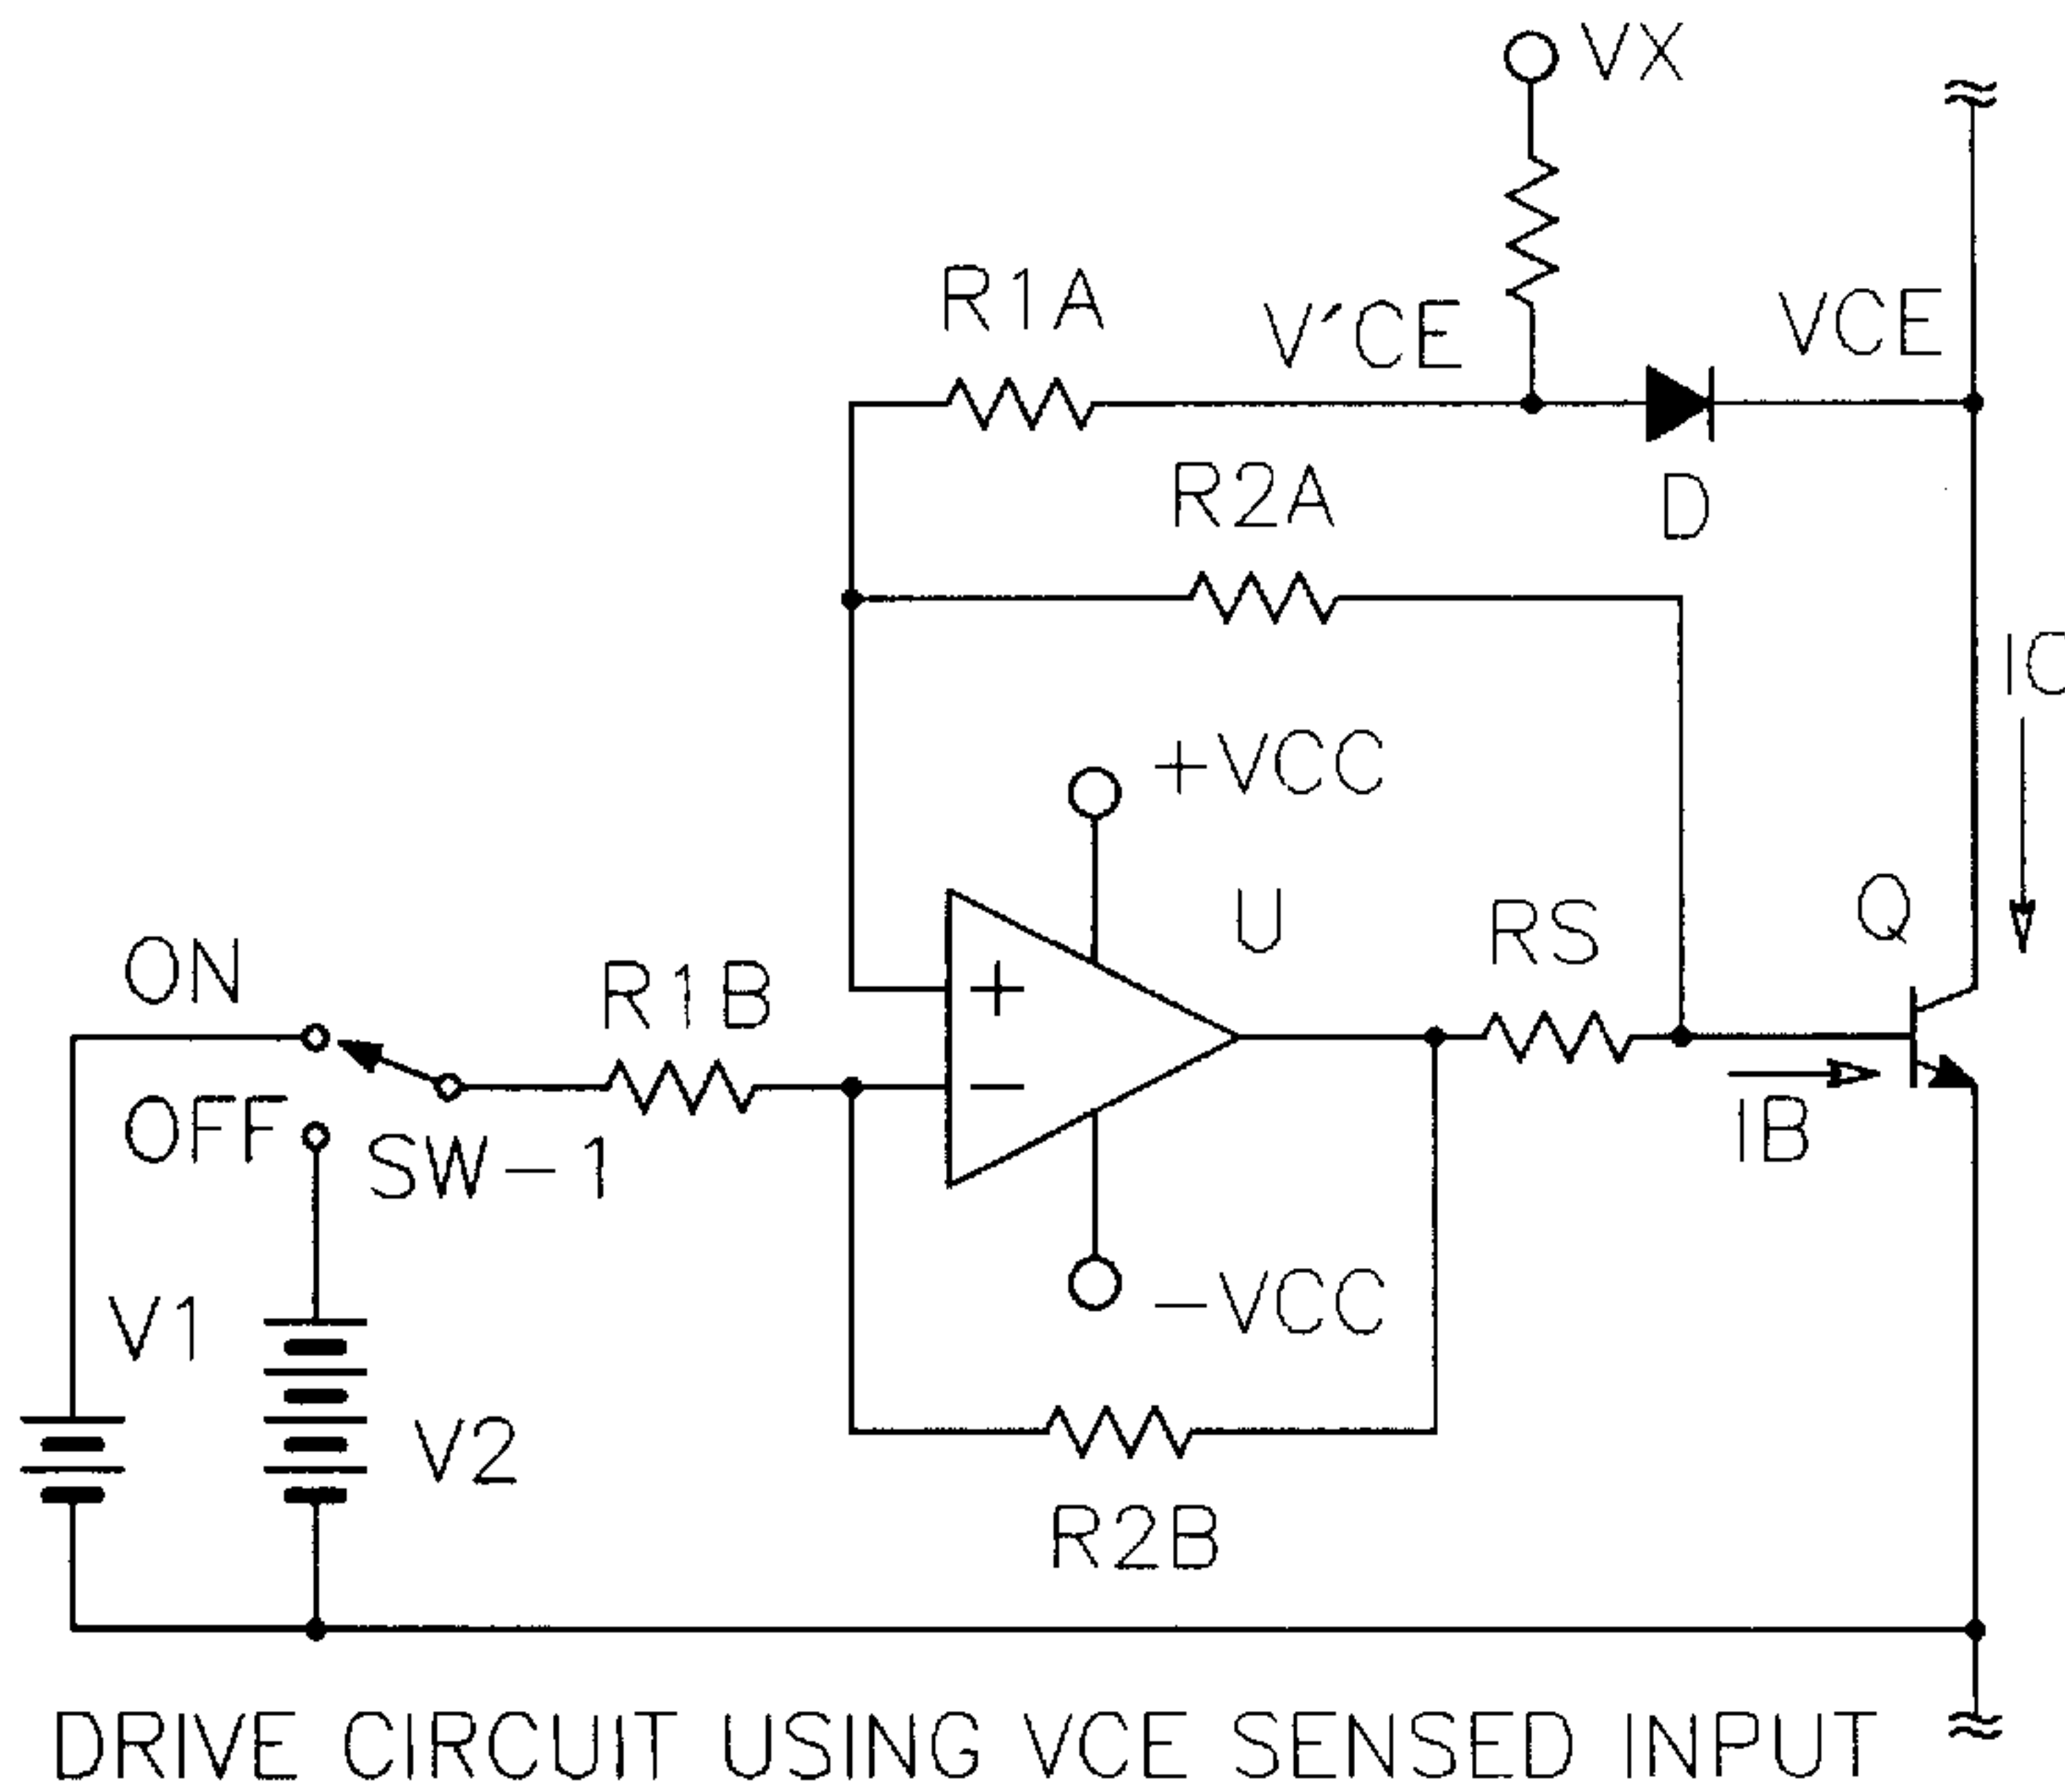 VX
R1A
V'CE
VCE
R2A
D
IC
+VCC
U
RS
Q
ON
R1B
+
-
OFF
SW-1
IB
V1
-VCC
V2
R2B
DRIVE CIRCUIT USING VCE SENSED INPUT